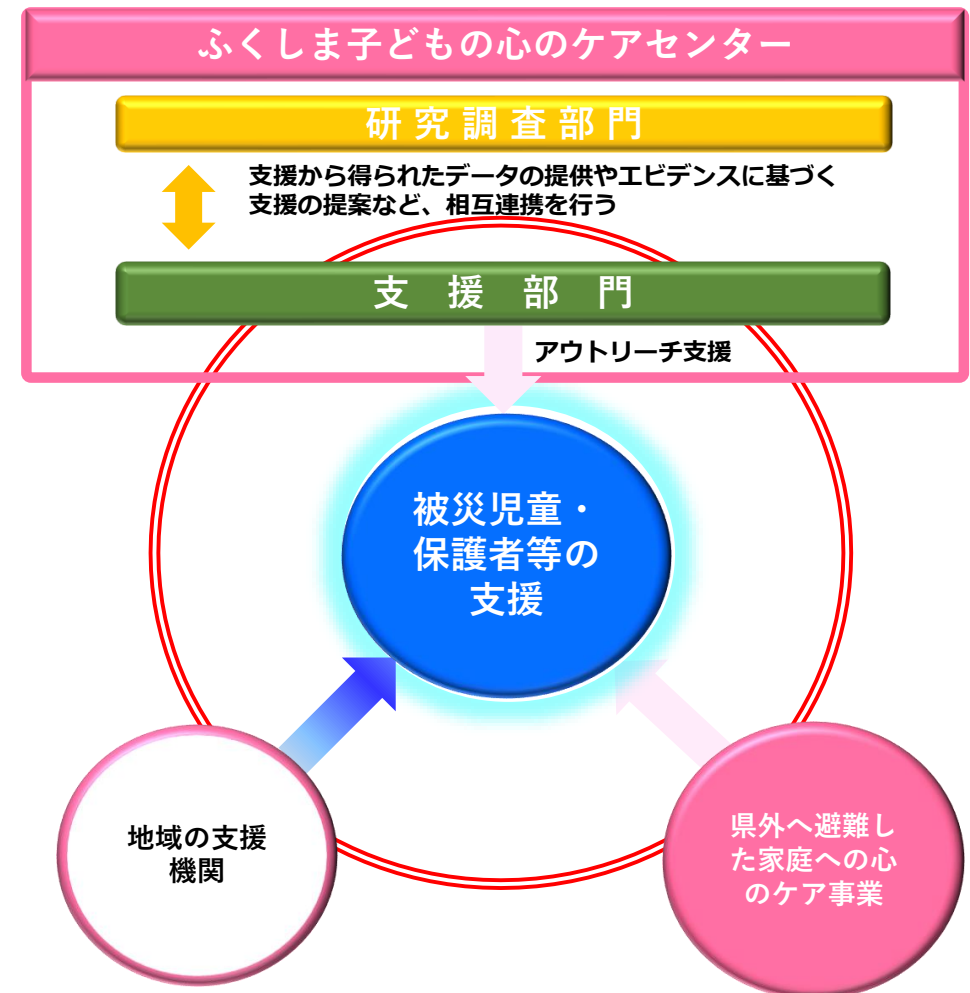 ふくしま子どもの心のケアセンター
研究調査部門
支援から得られたデータの提供やエビデンスに基づく
支援の提案など、相互連携を行う
支援部門
アウトリーチ支援
被災児童・
保護者等の
支援
地域の支援
機関
県外へ避難し
た家庭への心
のケア事業